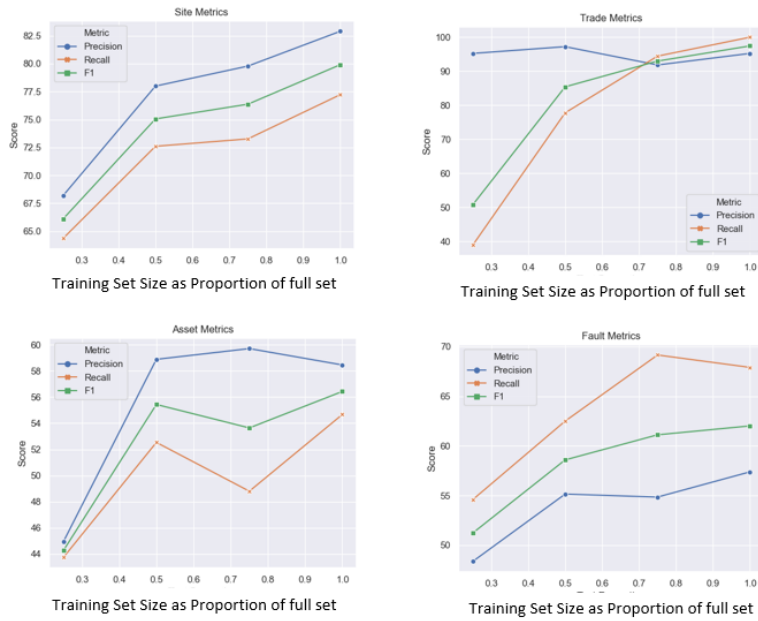 Site Metrics
Metric
Precision
Recall
F1
Score
82.5
80.0
77.5
75.0
72.5
70.0
67.5
65.0
0.3 0.4 0.5 0.6 0.7 0.8 0.9 1.0
Training Set Size as Proportion of full set
Trade Metrics
Metric
Precision
Recall
F1
Score
100
90
80
70
60
50
40
0.3 0.4 0.5 0.6 0.7 0.8 0.9 1.0
Training Set Size as Proportion of full set
Asset Metrics
Metric
Precision
Recall
F1
Score
60
58
56
54
52
50
48
46
44
0.3 0.4 0.5 0.6 0.7 0.8 0.9 1.0
Training Set Size as Proportion of full set
Fault Metrics
Metric
Precision
Recall
F1
Score
70
65
60
55
50
0.3 0.4 0.5 0.6 0.7 0.8 0.9 1.0
Training Set Size as Proportion of full set